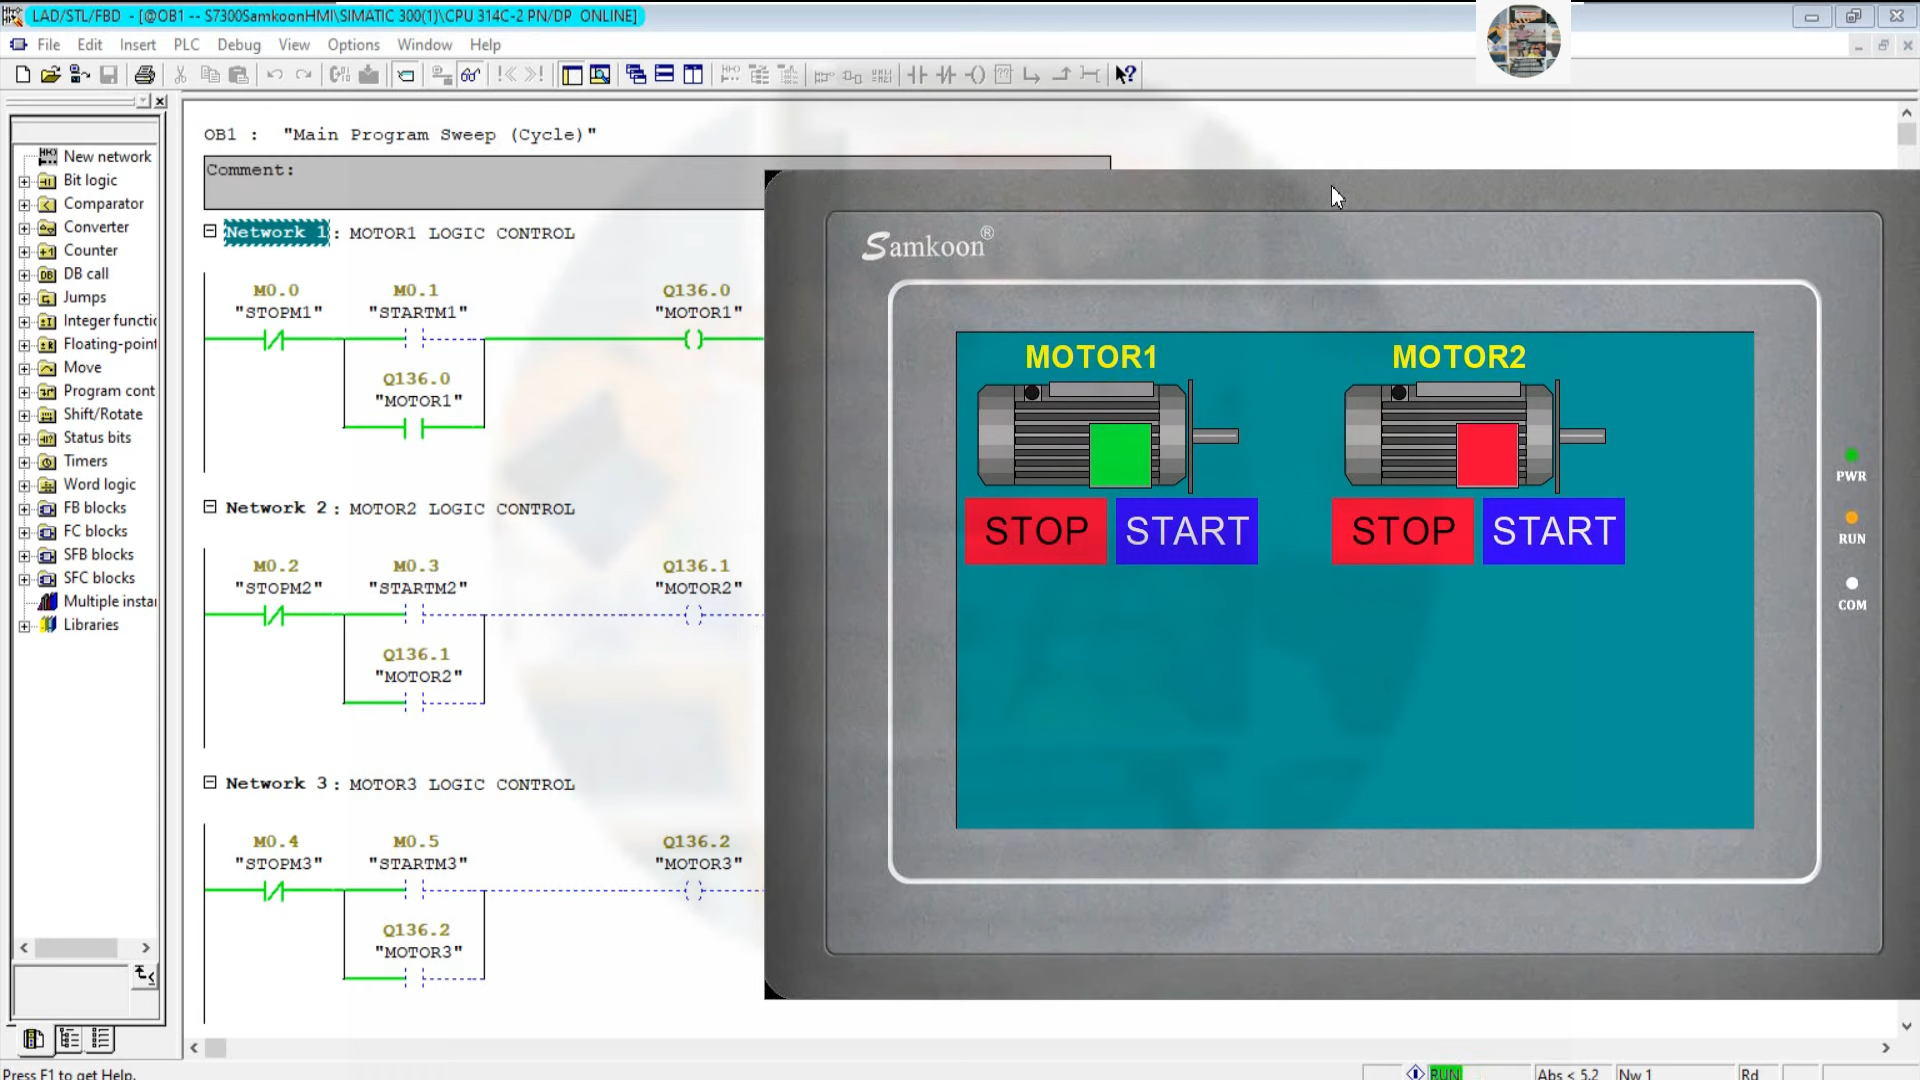 LAD/STL/FBD - [@OB1 -- S7300SamkoonHMI\SIMATIC 300(1)\CPU 314C-2 PN/DP ONLINE]
File Edit Insert PLC Debug View Options Window Help
New network
Bit logic
Comparator
Converter
Counter
DB call
Jumps
Integer functi
Floating-point
Move
Program cont
Shift/Rotate
Status bits
Timers
Word logic
FB blocks
FC blocks
SFB blocks
SFC blocks
Multiple instan
Libraries
OB1 : "Main Program Sweep (Cycle)"
Comment:
Network 1: MOTOR1 LOGIC CONTROL
M0.0 M0.1 Q136.0
"STOPM1" "STARTM1" "MOTOR1"
Q136.0
"MOTOR1"
Network 2: MOTOR2 LOGIC CONTROL
M0.2 M0.3 Q136.1
"STOPM2" "STARTM2" "MOTOR2"
Q136.1
"MOTOR2"
Network 3: MOTOR3 LOGIC CONTROL
M0.4 M0.5 Q136.2
"STOPM3" "STARTM3" "MOTOR3"
Q136.2
"MOTOR3"
Samkoon®
MOTOR1 MOTOR2
STOP START STOP START
PWR
RUN
COM
Press F1 to get Help.
RUN Abs < 5.2 Nw 1 Rd